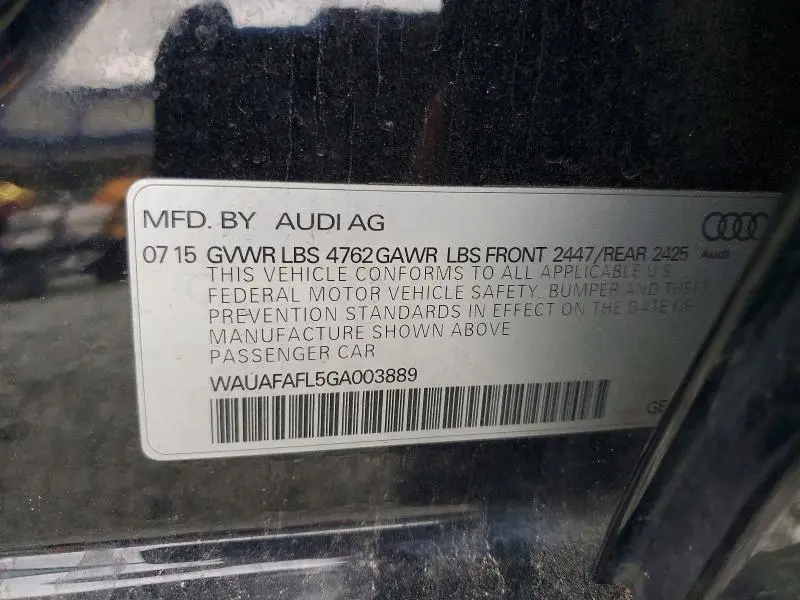 MFD. BY AUDI AG
07 15 GVWR LBS 4762 GAWR LBS FRONT 2447/REAR 2425
Audi
THIS VEHICLE CONFORMS TO ALL APPLICABLE U.S.
FEDERAL MOTOR VEHICLE SAFETY, BUMPER AND THEFT
PREVENTION STANDARDS IN EFFECT ON THE DATE OF
MANUFACTURE SHOWN ABOVE
PASSENGER CAR
WAUAFAFL5GA003889
GE